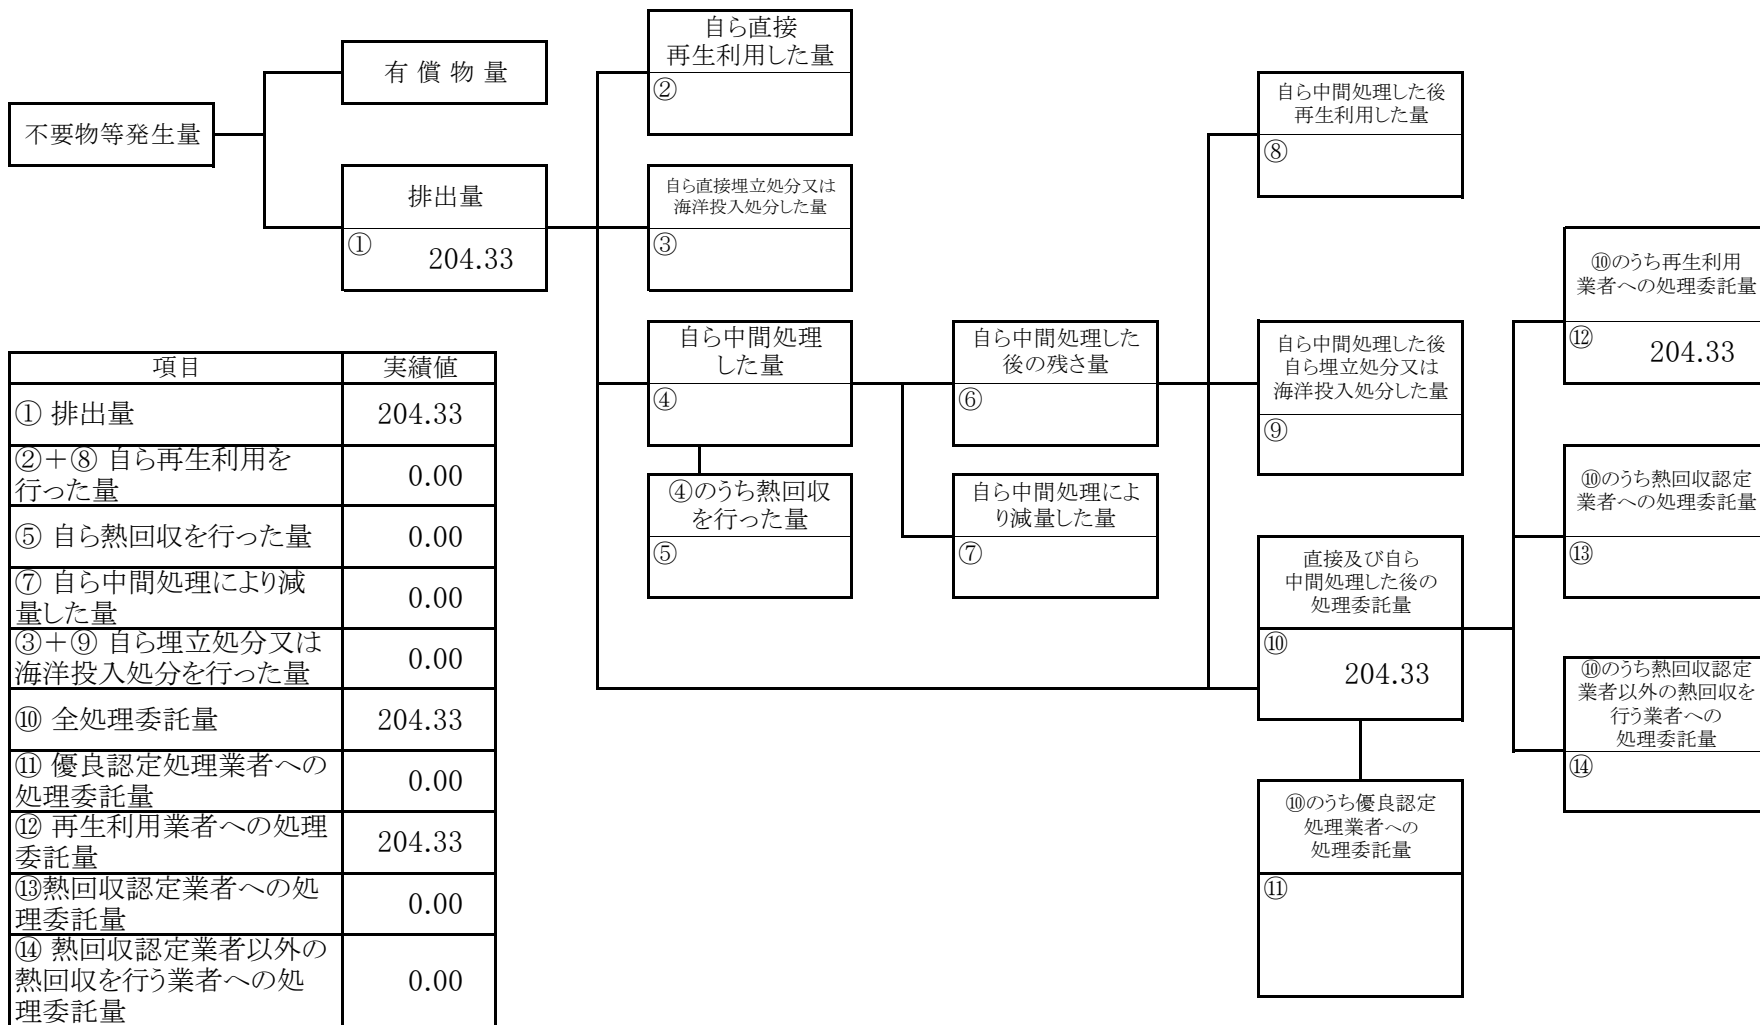 不要物等発生量
有 償 物 量
排出量
①
204.33
自ら直接
再生利用した量
②
自ら直接埋立処分又は
海洋投入処分した量
③
自ら中間処理
した量
④
④のうち熱回収
を行った量
⑤
自ら中間処理した
後の残さ量
⑥
自ら中間処理によ
り減量した量
⑦
自ら中間処理した後
再生利用した量
⑧
自ら中間処理した後
自ら埋立処分又は
海洋投入処分した量
⑨
直接及び自ら
中間処理した後の
処理委託量
⑩
204.33
⑩のうち優良認定
処理業者への
処理委託量
⑪
⑩のうち再生利用
業者への処理委託量
⑫
204.33
⑩のうち熱回収認定
業者への処理委託量
⑬
⑩のうち熱回収認定
業者以外の熱回収を
行う業者への
処理委託量
⑭
項目 実績値
① 排出量 204.33
②+⑧ 自ら再生利用を
行った量 0.00
⑤ 自ら熱回収を行った量 0.00
⑦ 自ら中間処理により減
量した量 0.00
③+⑨ 自ら埋立処分又は
海洋投入処分を行った量 0.00
⑩ 全処理委託量 204.33
⑪ 優良認定処理業者への
処理委託量 0.00
⑫ 再生利用業者への処理
委託量 204.33
⑬熱回収認定業者への処
理委託量 0.00
⑭ 熱回収認定業者以外の
熱回収を行う業者への処
理委託量 0.00